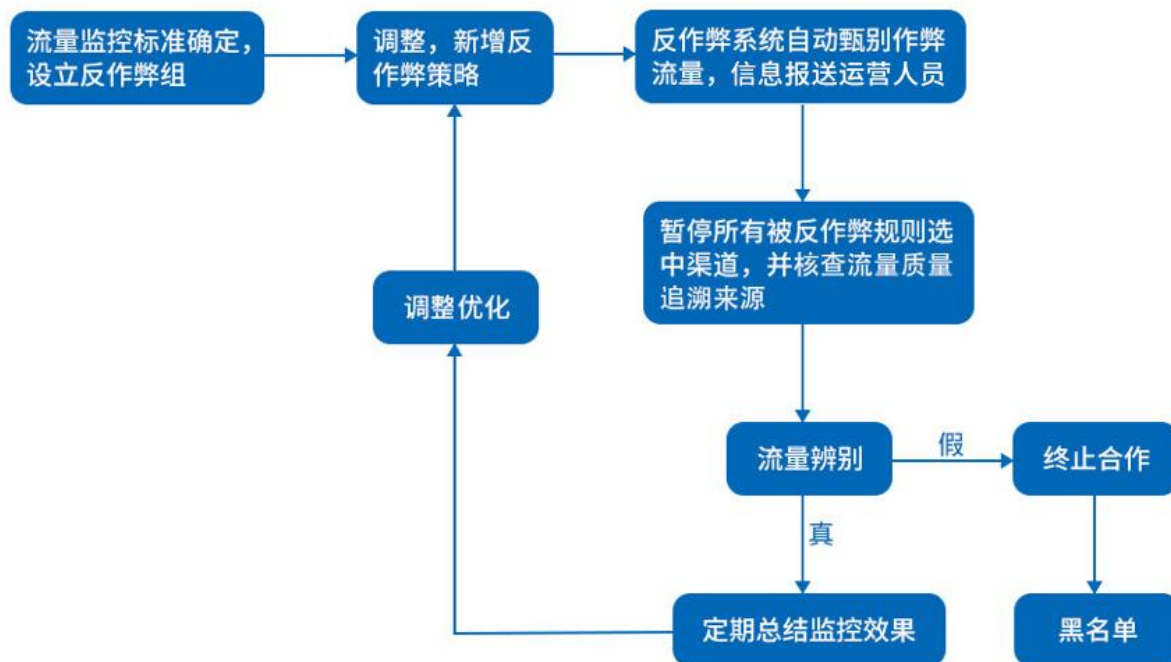 流量监控标准确定，
设立反作弊组
调整，新增反
作弊策略
反作弊系统自动甄别作弊
流量，信息报送运营人员
暂停所有被反作弊规则选
中渠道，并核查流量质量
追溯来源
调整优化
流量辨别
假
终止合作
真
定期总结监控效果
黑名单